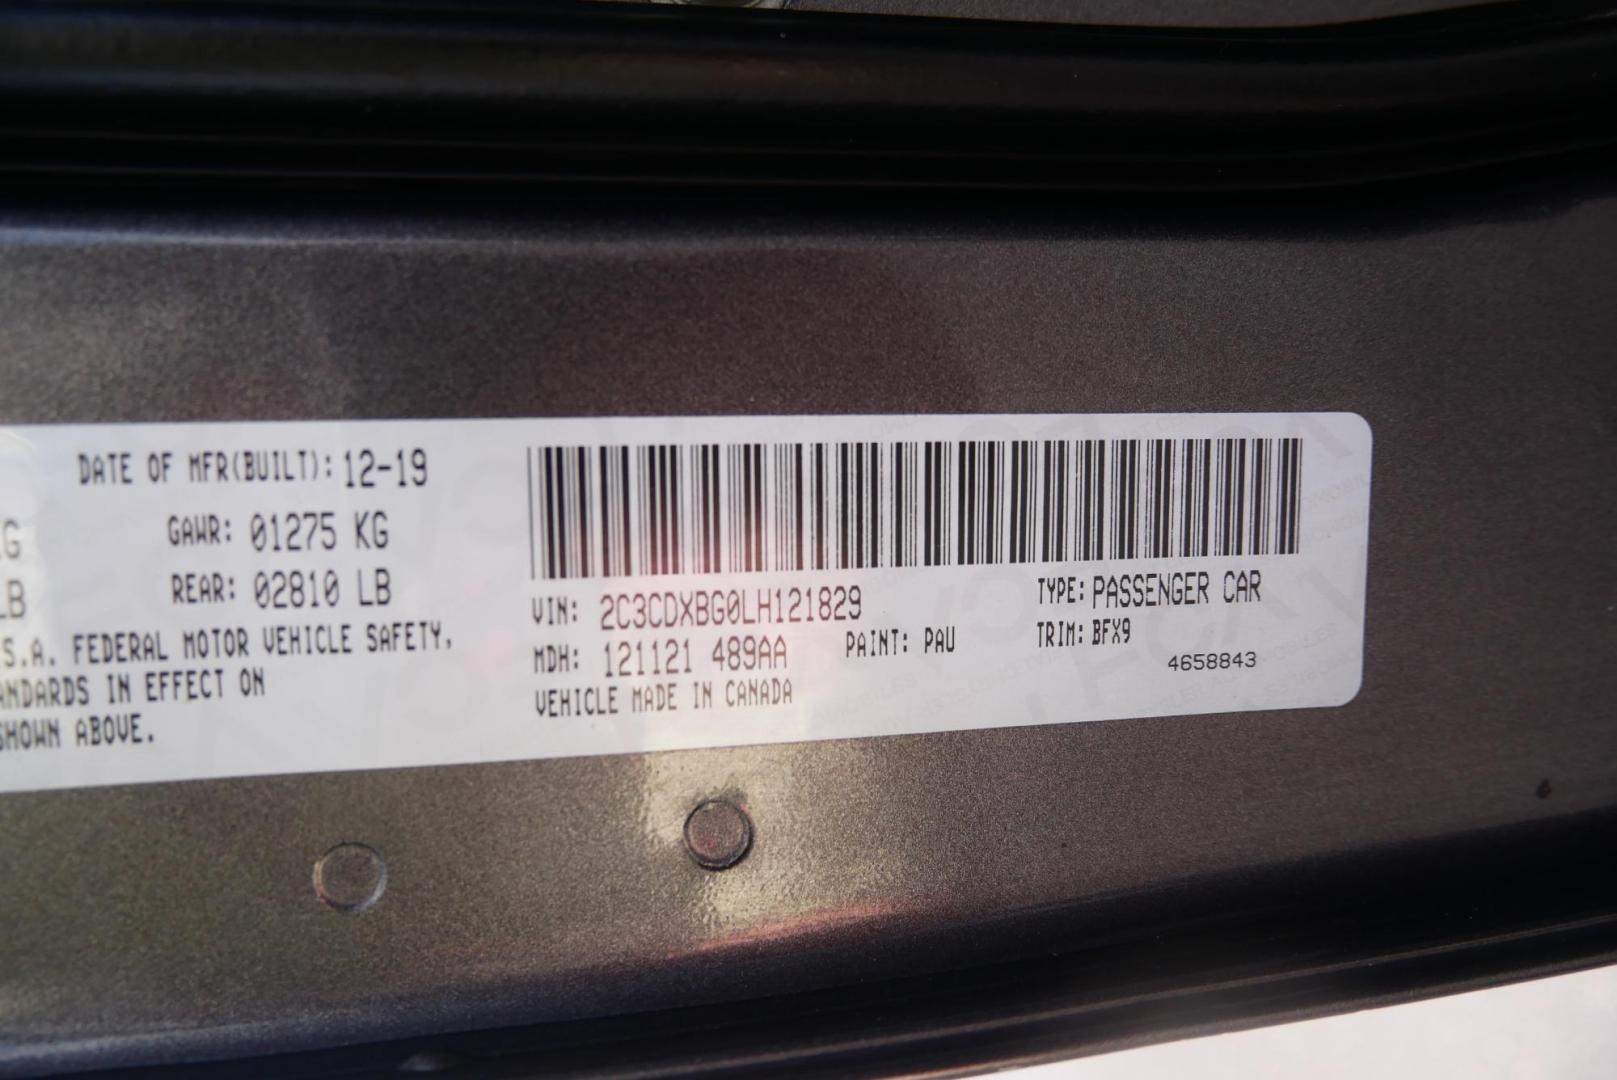 DATE OF MFR(BUILT): 12-19
KG GAWR: 01275 KG
LB REAR: 02810 LB
.S.A. FEDERAL MOTOR VEHICLE SAFETY,
ANDARDS IN EFFECT ON
SHOWN ABOVE.
VIN: 2C3CDXBG0LH121829
TYPE: PASSENGER CAR
MDH: 121121 489AA
PAINT: PAU
TRIM: BFX9
VEHICLE MADE IN CANADA
4658843